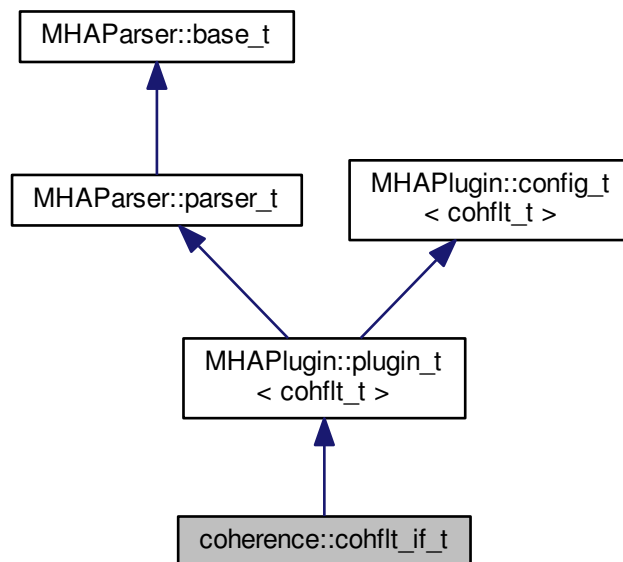 MHAParser::base_t
MHAParser::parser_t
MHAPlugin::config_t
< cohflt_t >
MHAPlugin::plugin_t
< cohflt_t >
coherence::cohflt_if_t